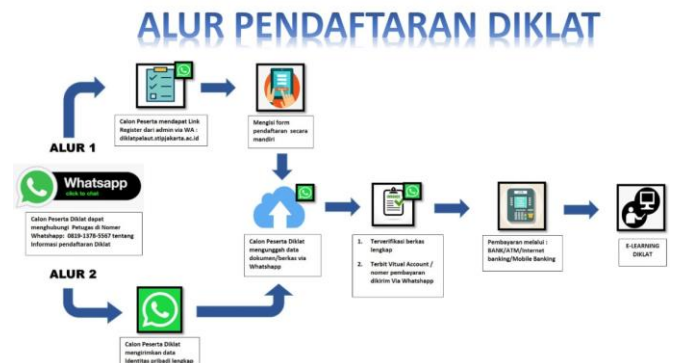 ALUR PENDAFTARAN DIKLAT
Calon Peserta mendapat Link
Register dari admin via WA :
diklatpelaut.stipjakarta.ac.id
Mengisi form
pendaftaran secara
mandiri
ALUR 1
Whatsapp
click to chat
Calon Peserta Diklat dapat
menghubungi Petugas di Nomer
Whatshapp: 0819-1378-5567 tentang
Informasi pendaftaran Diklat
Calon Peserta Diklat
mengunggah data
dokumen/berkas via
Whatshapp
1. Terverifikasi berkas
lengkap
2. Terbit Vitual Account /
nomer pembayaran
dikirim Via Whatshapp
Pembayaran melalui :
BANK/ATM/internet
banking/Mobile Banking
E-LEARNING
DIKLAT
ALUR 2
Calon Peserta Diklat
mengirimkan data
Identitas pribadi lengkap